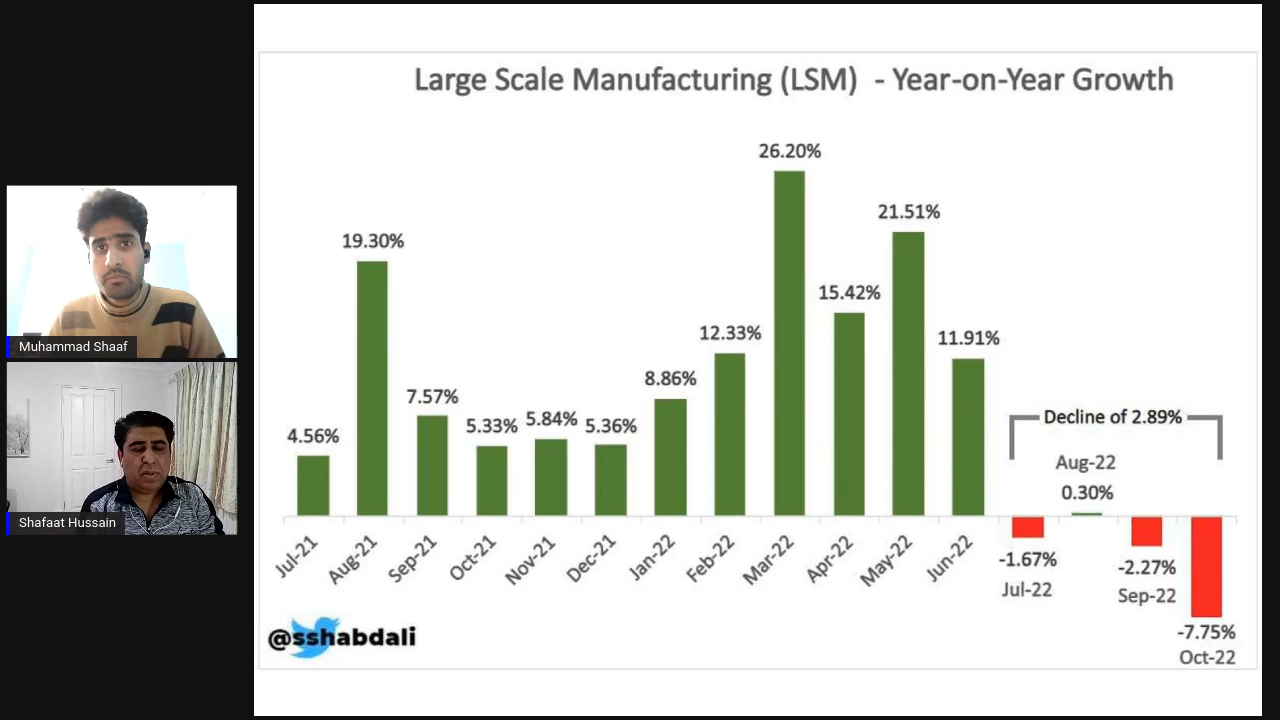 Large Scale Manufacturing (LSM) - Year-on-Year Growth
26.20%
21.51%
19.30%
15.42%
12.33%
11.91%
8.86%
7.57%
5.33%
5.84%
5.36%
4.56%
Decline of 2.89%
Aug-22
0.30%
Jul-21
Aug-21
Sep-21
Oct-21
Nov-21
Dec-21
Jan-22
Feb-22
Mar-22
Apr-22
May-22
Jun-22
-1.67%
Jul-22
-2.27%
Sep-22
-7.75%
Oct-22
@sshabdali
Muhammad Shaaf
Shafaat Hussain